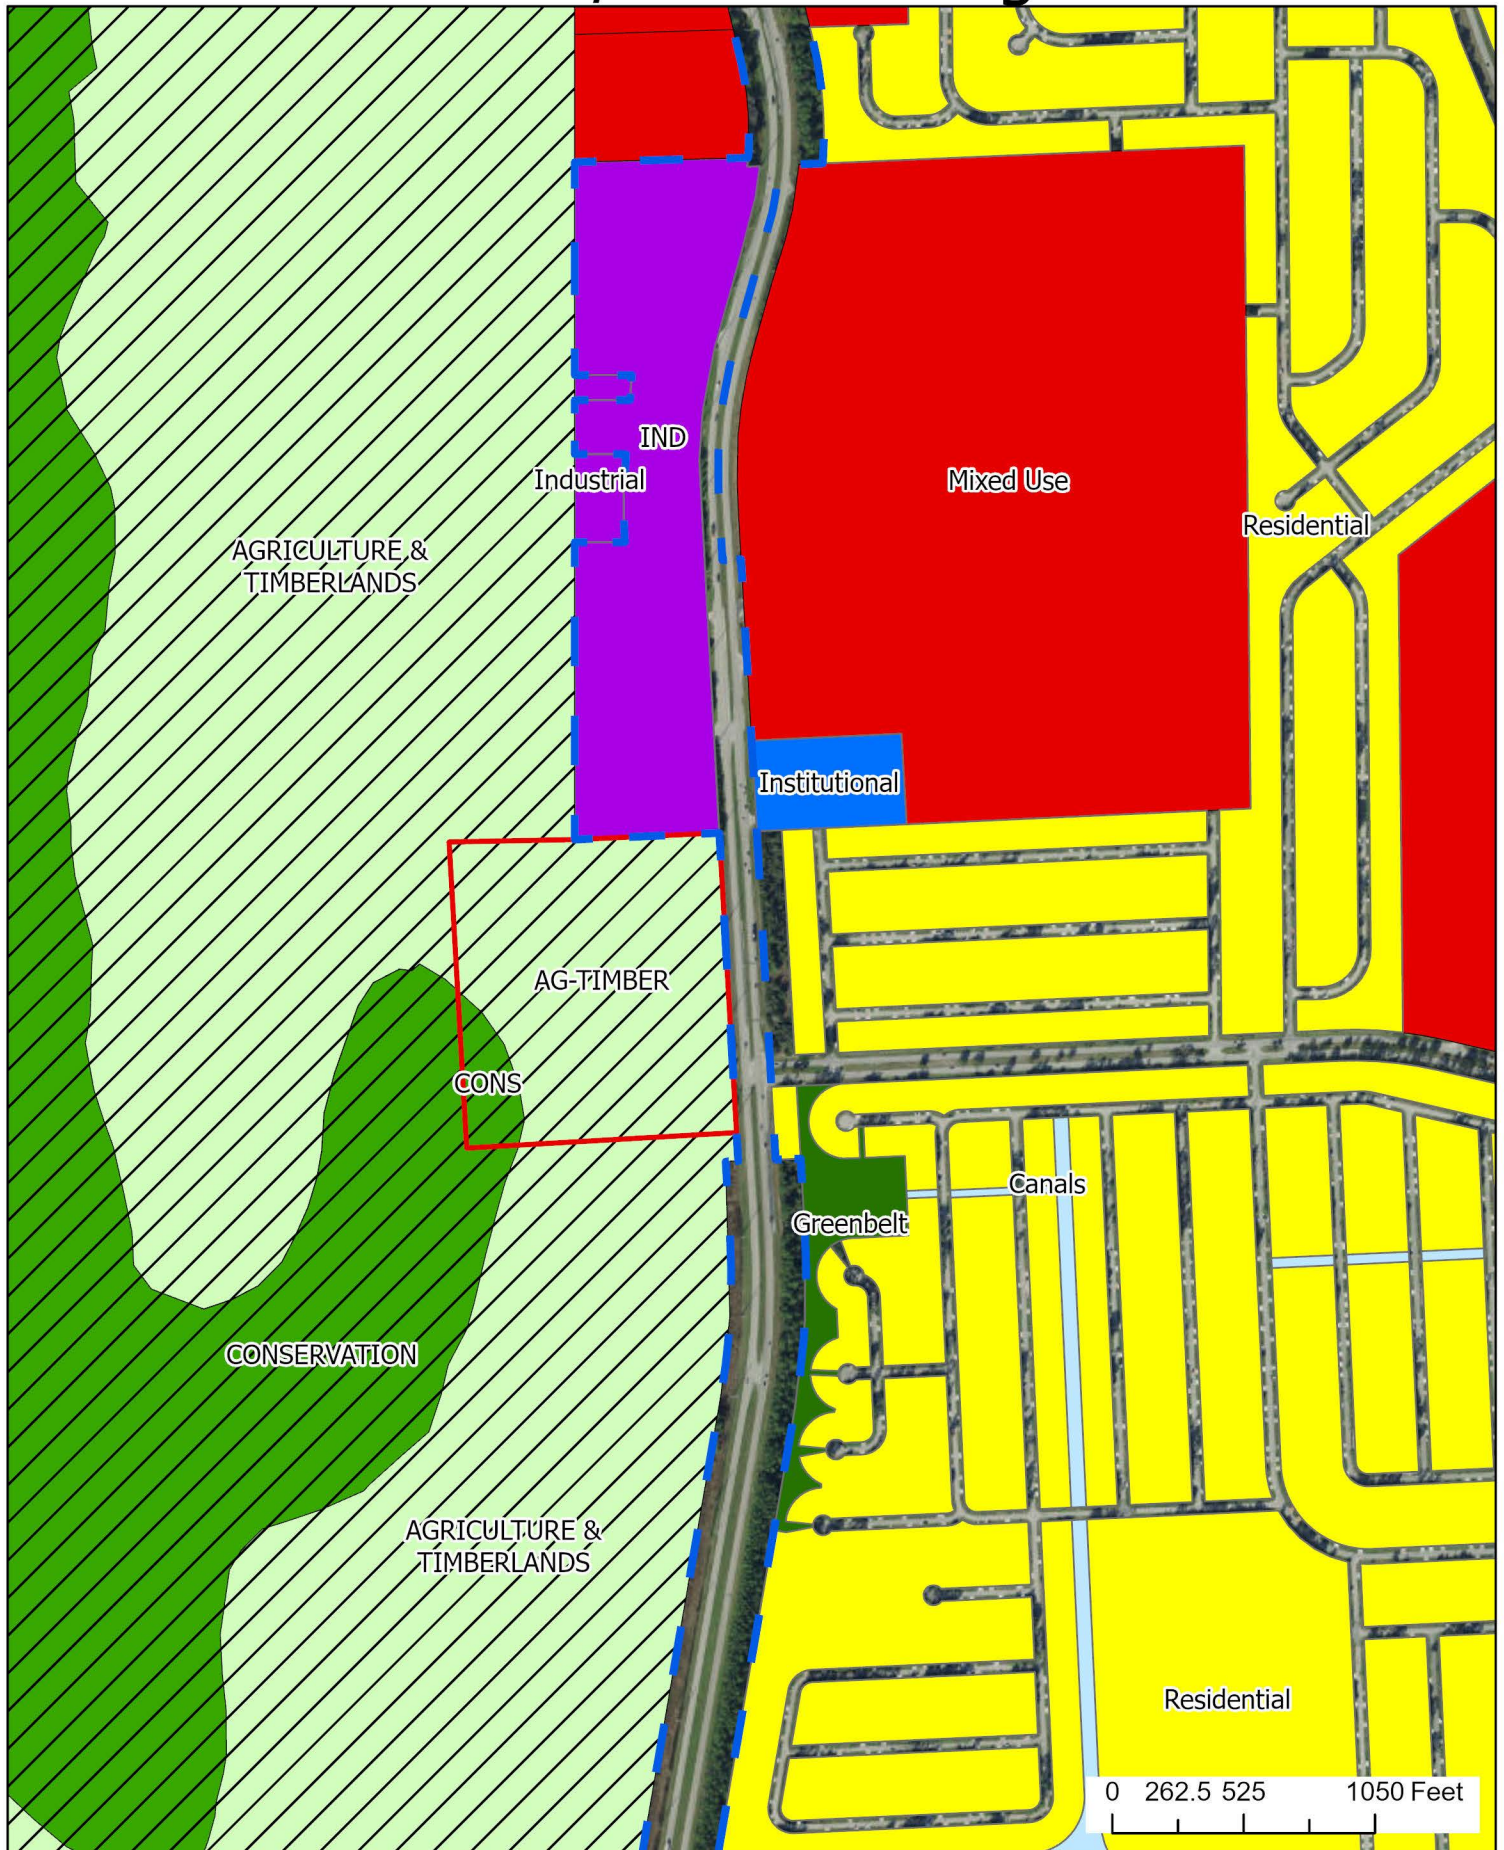 IND
Industrial
Mixed Use
Residential
AGRICULTURE &
TIMBERLANDS
Institutional
AG-TIMBER
CONS
Canals
Greenbelt
CONSERVATION
AGRICULTURE &
TIMBERLANDS
Residential
0 262.5 525 1050 Feet